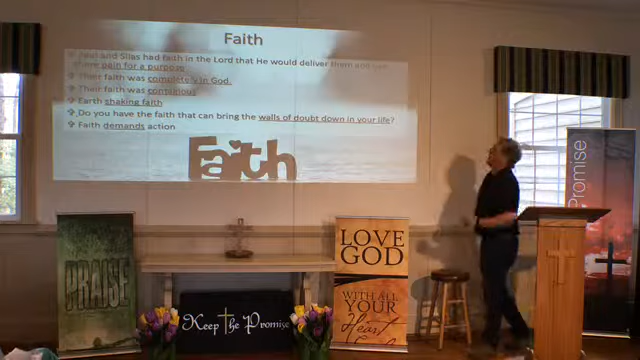 Faith
Paul and Silas had faith in the Lord that He would deliver them and use
there pain for a purpose
Their faith was completely in God.
Their faith was contagious
Earth shaking faith
Do you have the faith that can bring the walls of doubt down in your life?
Faith demands action
Faith
PRAISE
Keep the Promise
LOVE
GOD
WITH ALL
YOUR
Heart
Promise